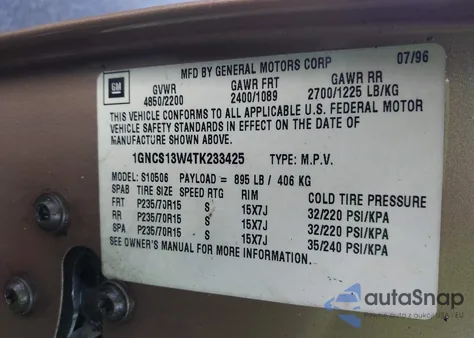 MFD BY GENERAL MOTORS CORP 07/96
GM
GVWR GAWR FRT GAWR RR
4850/2200 2400/1089 2700/1225 LB/KG
THIS VEHICLE CONFORMS TO ALL APPLICABLE U.S. FEDERAL MOTOR
VEHICLE SAFETY STANDARDS IN EFFECT ON THE DATE OF
MANUFACTURE SHOWN ABOVE.
1GNCS13W4TK233425 TYPE: M.P.V.
MODEL: S10506 PAYLOAD = 895 LB / 406 KG
SPAB TIRE SIZE SPEED RTG RIM COLD TIRE PRESSURE
FRT P235/70R15 S 15X7J 32/220 PSI/KPA
RR P235/70R15 S 15X7J 32/220 PSI/KPA
SPA P235/70R15 S 15X7J 35/240 PSI/KPA
SEE OWNER'S MANUAL FOR MORE INFORMATION.
autoSnap